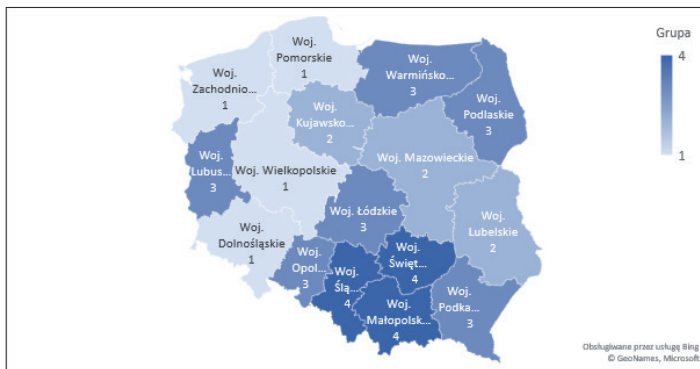 Grupa
4
1
Woj.
Pomorskie
1
Woj.
Zachodnio...
1
Woj.
Warmińsko...
3
Woj.
Podlaskie
3
Woj.
Kujawsko...
2
Woj.
Lubus...
3
Woj. Wielkopolskie
1
Woj. Mazowieckie
2
Woj. Łódzkie
3
Woj.
Lubelskie
2
Woj.
Dolnośląskie
1
Woj.
Opol...
3
Woj.
Ślą...
4
Woj.
Święt...
4
Woj.
Małopolsk...
4
Woj.
Podka...
3
Obsługiwane przez usługę Bing
© GeoNames, Microsoft